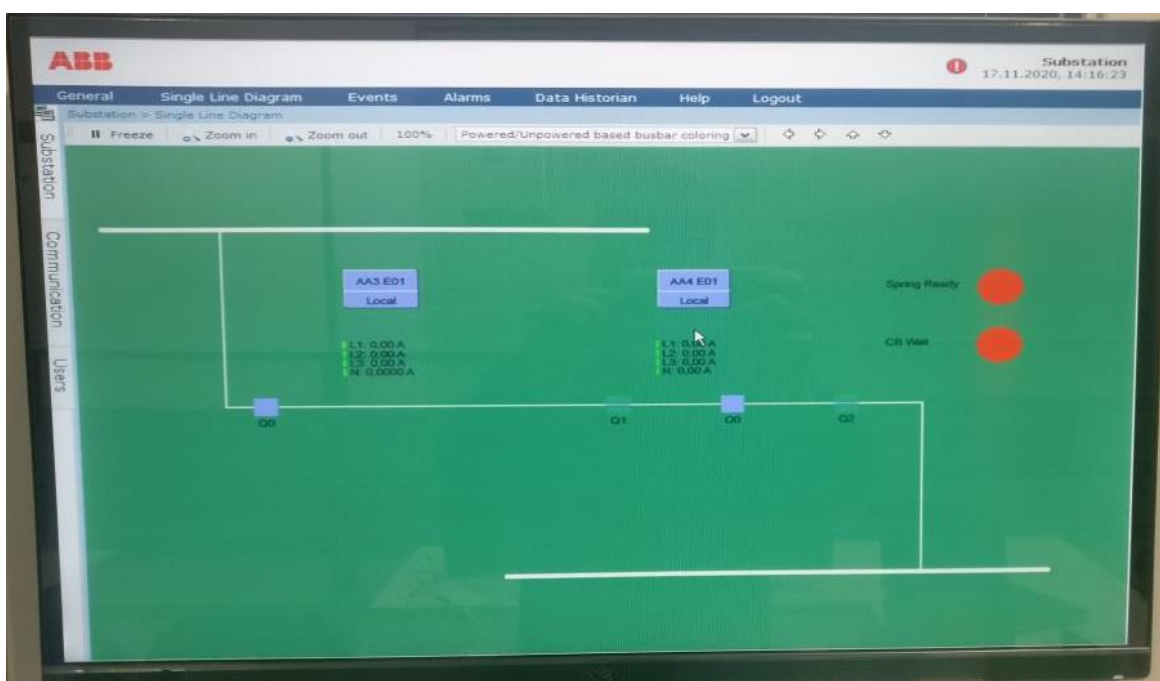 ABB
Substation
17.11.2020, 14:16:23
General Single Line Diagram Events Alarms Data Historian Help Logout
Substation > Single Line Diagram
Freeze Zoom in Zoom out 100% Powered/Unpowered based busbar coloring
Substation
Communication
Users
AA3 E01
Local
AA4 E01
Local
Spring Ready
CB Wait
L1: 0,00 A
L2: 0,00 A
L3: 0,00 A
N: 0,0000 A
L1: 0,00 A
L2: 0,00 A
L3: 0,00 A
N: 0,00 A
Q0
Q1
Q0
Q2